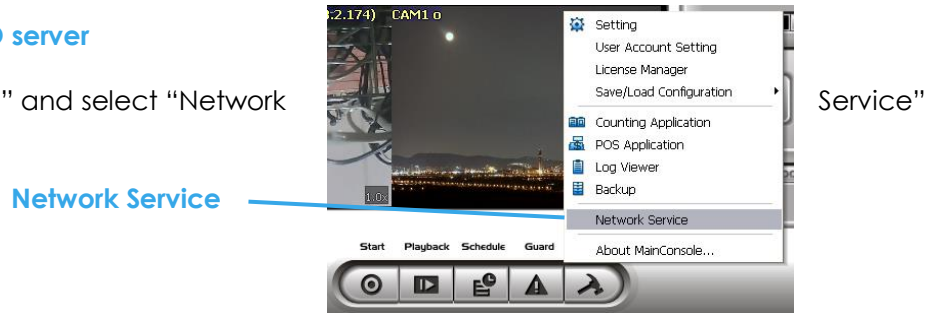 :2.174) CAM1 o
server
” and select “Network Service”
Network Service
1.0x
Setting
User Account Setting
License Manager
Save/Load Configuration
Counting Application
POS Application
Log Viewer
Backup
Network Service
About MainConsole...
Start Playback Schedule Guard